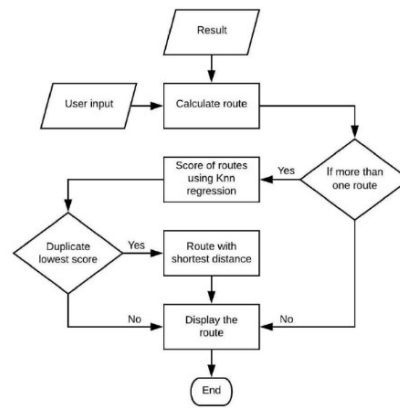 Result
User input
Calculate route
If more than
one route
Yes
Score of routes
using Knn
regression
Duplicate
lowest score
Yes
Route with
shortest distance
No
Display the
route
No
End